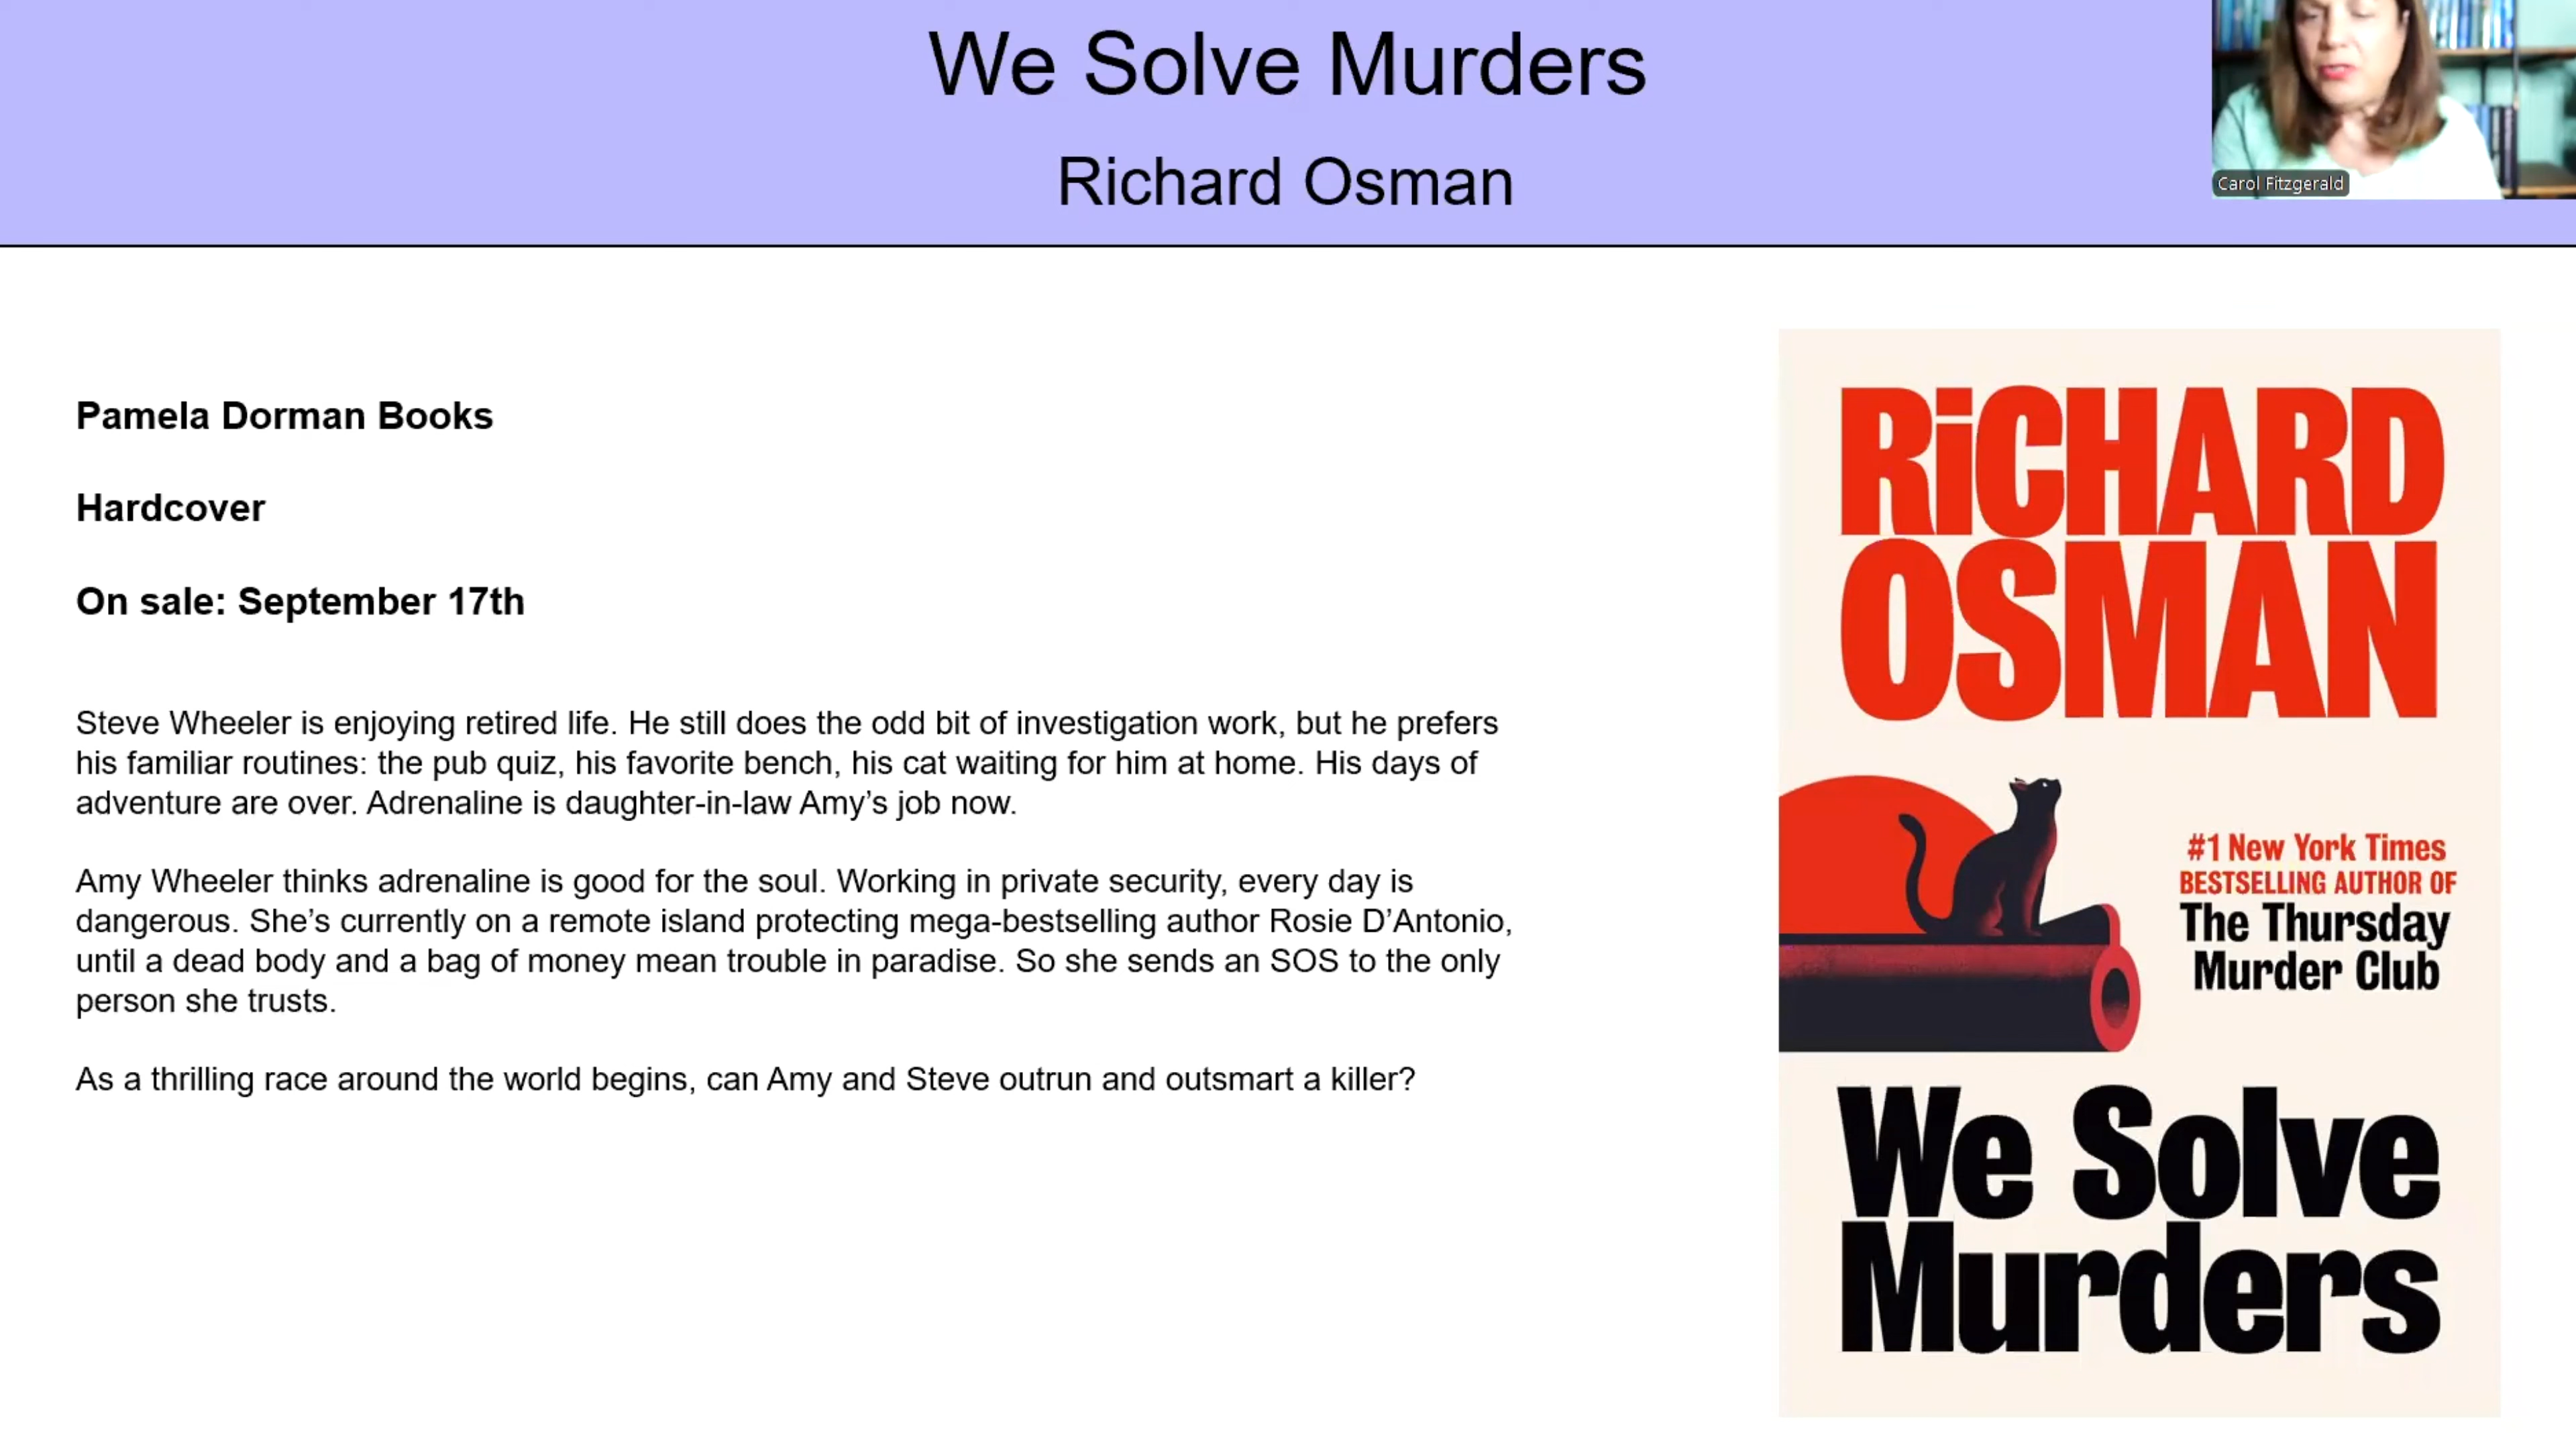 We Solve Murders
Richard Osman
Carol Fitzgerald
Pamela Dorman Books
Hardcover
On sale: September 17th
Steve Wheeler is enjoying retired life. He still does the odd bit of investigation work, but he prefers
his familiar routines: the pub quiz, his favorite bench, his cat waiting for him at home. His days of
adventure are over. Adrenaline is daughter-in-law Amy’s job now.
Amy Wheeler thinks adrenaline is good for the soul. Working in private security, every day is
dangerous. She’s currently on a remote island protecting mega-bestselling author Rosie D’Antonio,
until a dead body and a bag of money mean trouble in paradise. So she sends an SOS to the only
person she trusts.
As a thrilling race around the world begins, can Amy and Steve outrun and outsmart a killer?
RiCHARD
OSMAN
#1 New York Times
BESTSELLING AUTHOR OF
The Thursday
Murder Club
We Solve
Murders